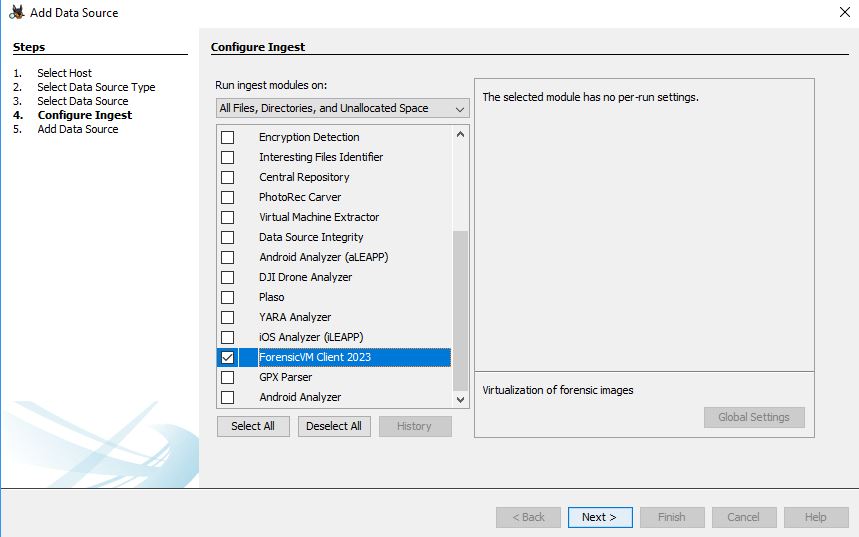 Add Data Source
Steps
1. Select Host
2. Select Data Source Type
3. Select Data Source
4. Configure Ingest
5. Add Data Source
Configure Ingest
Run ingest modules on:
All Files, Directories, and Unallocated Space
Encryption Detection
Interesting Files Identifier
Central Repository
PhotoRec Carver
Virtual Machine Extractor
Data Source Integrity
Android Analyzer (aLEAPP)
DJI Drone Analyzer
Plaso
YARA Analyzer
iOS Analyzer (iLEAPP)
ForensicVM Client 2023
GPX Parser
Android Analyzer
Select All
Deselect All
History
The selected module has no per-run settings.
Virtualization of forensic images
Global Settings
< Back
Next >
Finish
Cancel
Help